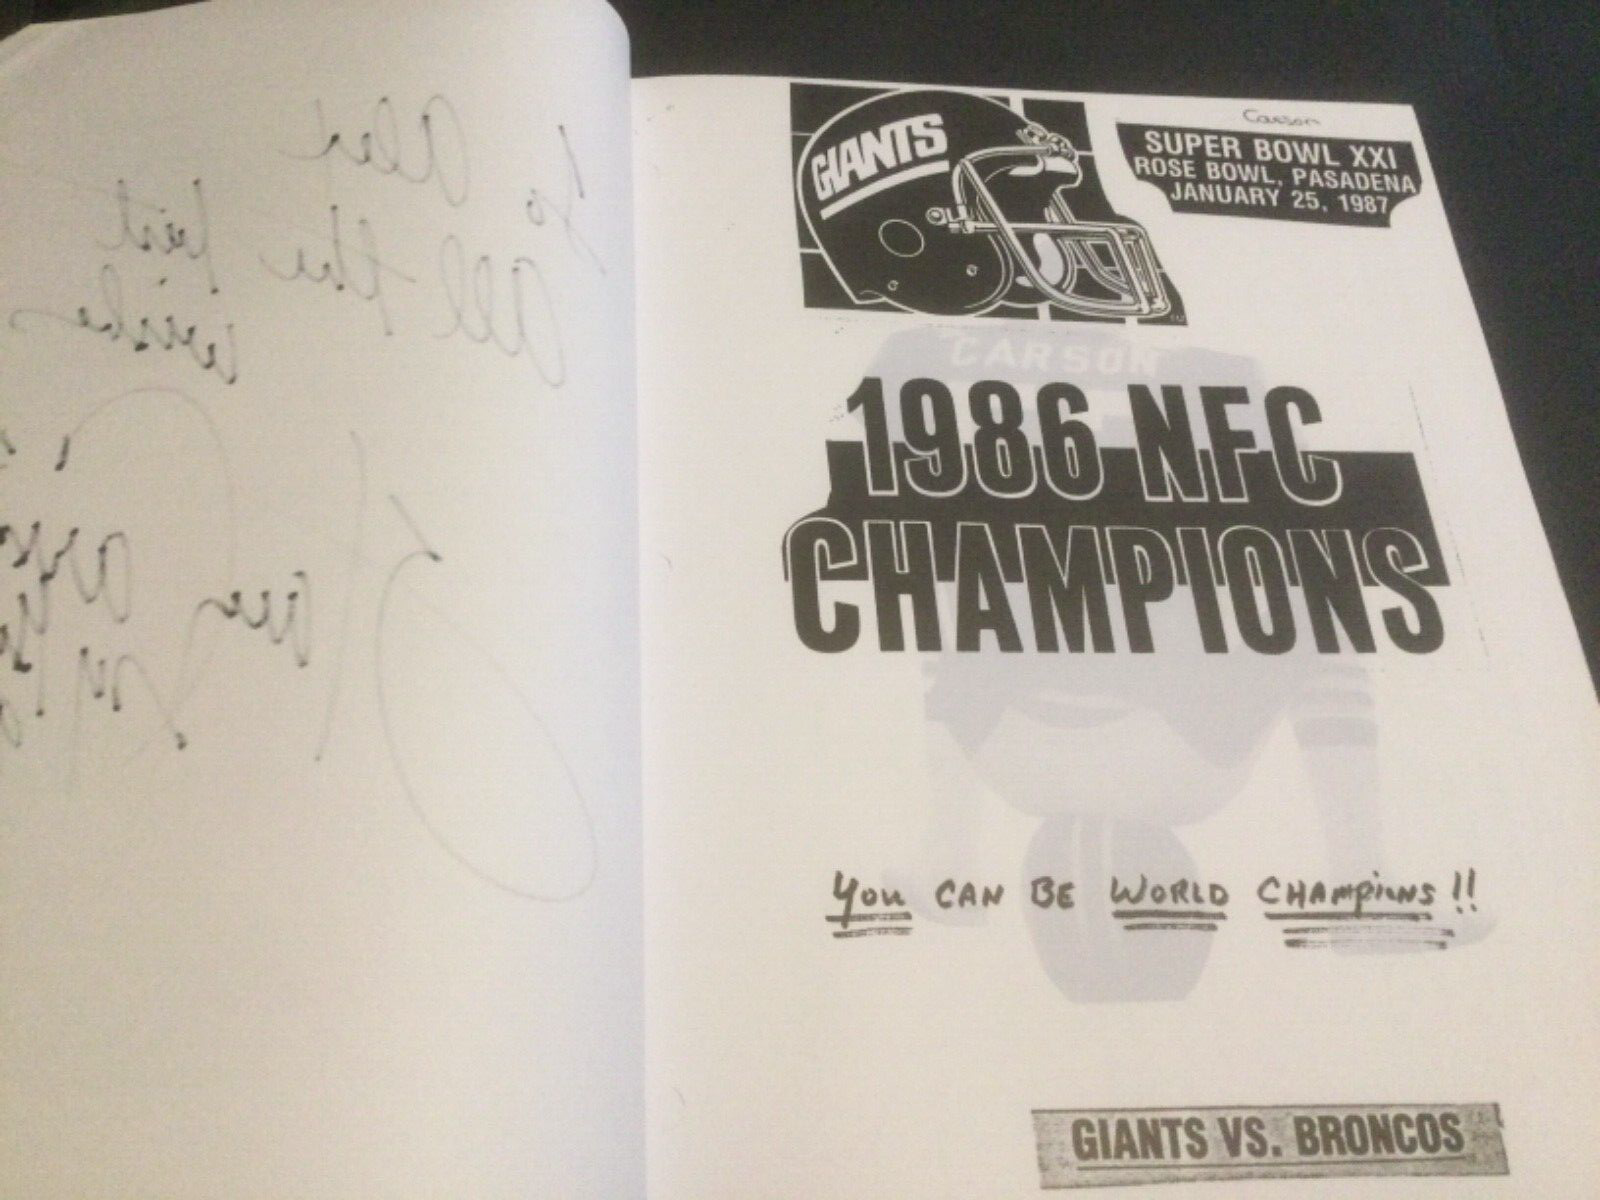 To Alex
All the best
wishes
Carson
GIANTS
SUPER BOWL XXI
ROSE BOWL, PASADENA
JANUARY 25, 1987
CARSON
1986 NFC
CHAMPIONS
YOU CAN BE WORLD CHAMPIONS!!
GIANTS VS. BRONCOS